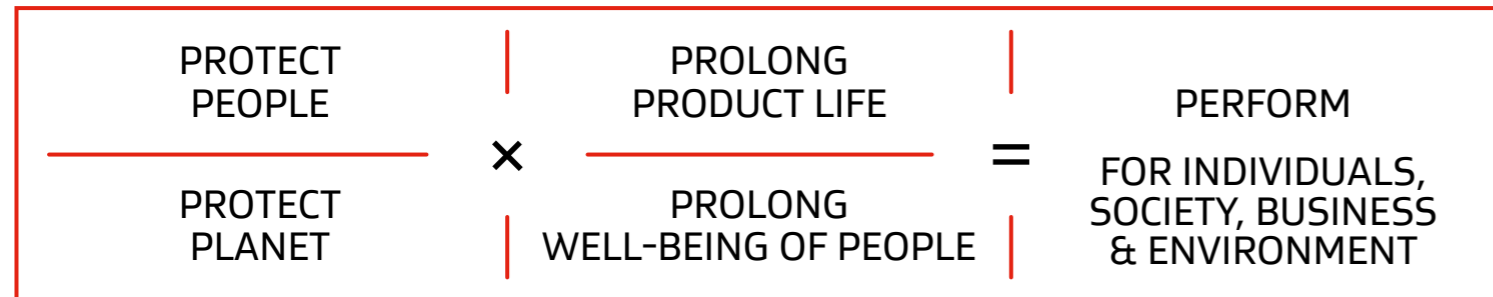 PROTECT
PEOPLE
PROTECT
PLANET
×
PROLONG
PRODUCT LIFE
PROLONG
WELL-BEING OF PEOPLE
=
PERFORM
FOR INDIVIDUALS,
SOCIETY, BUSINESS
& ENVIRONMENT